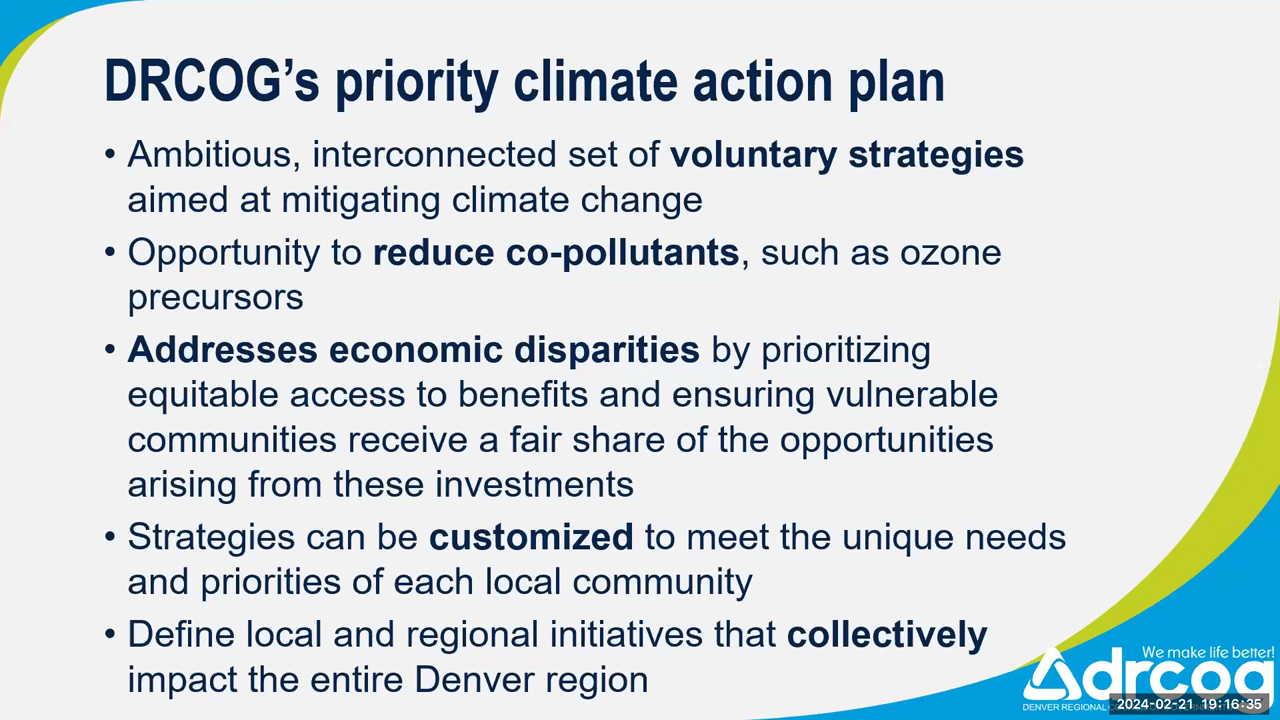 DRCOG’s priority climate action plan
• Ambitious, interconnected set of voluntary strategies
aimed at mitigating climate change
• Opportunity to reduce co-pollutants, such as ozone
precursors
• Addresses economic disparities by prioritizing
equitable access to benefits and ensuring vulnerable
communities receive a fair share of the opportunities
arising from these investments
• Strategies can be customized to meet the unique needs
and priorities of each local community
• Define local and regional initiatives that collectively
impact the entire Denver region
We make life better!
drcog
DENVER REGIONAL
2024-02-21 19:16:35